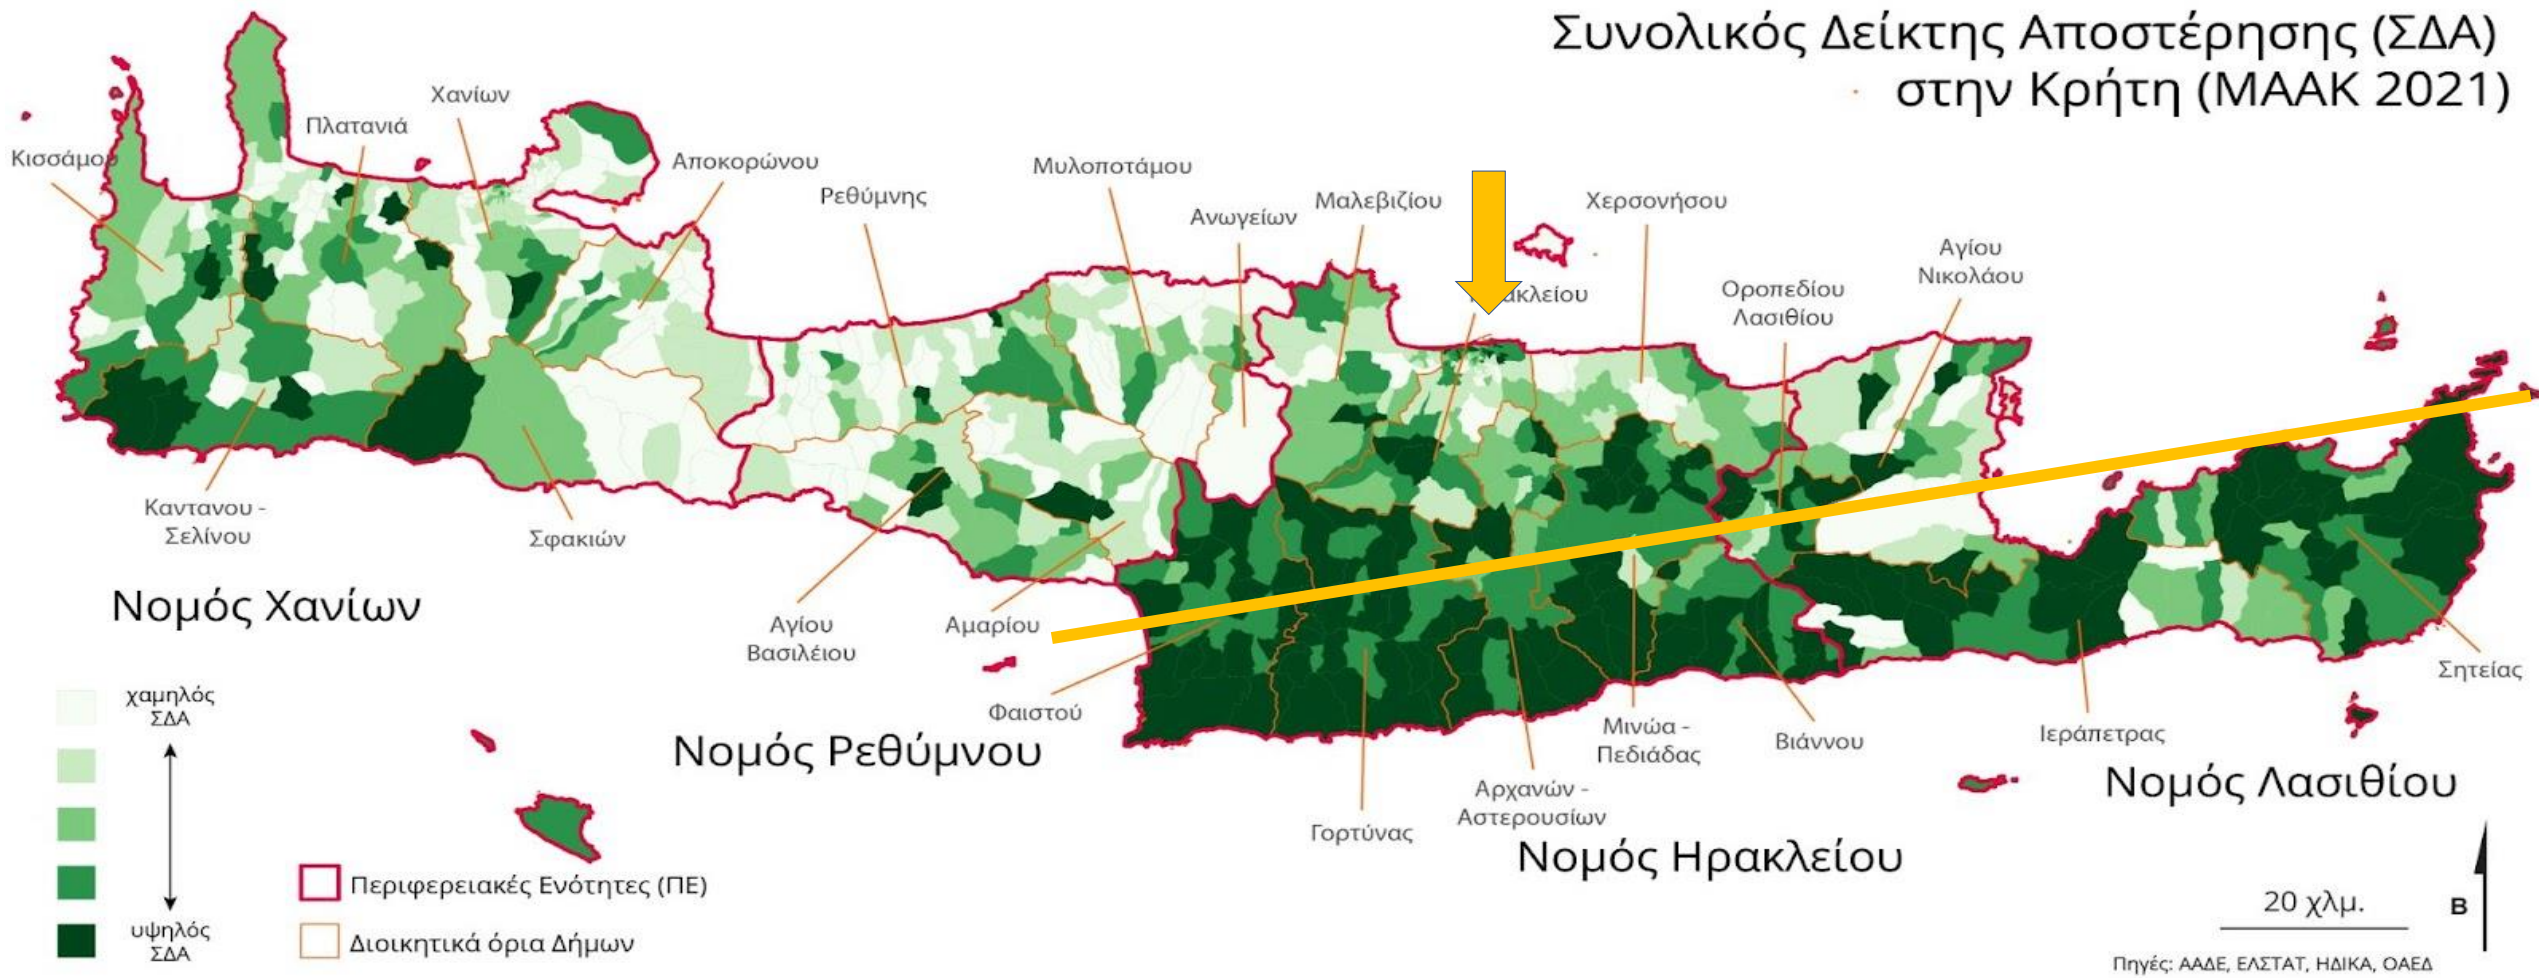 Συνολικός Δείκτης Αποστέρησης (ΣΔΑ)
στην Κρήτη (ΜΑΑΚ 2021)
Χανίων
Πλατανιά
Κισσάμου
Αποκορώνου
Ρεθύμνης
Μυλοποτάμου
Ανωγείων
Μαλεβιζίου
Χερσονήσου
Οροπεδίου
Λασιθίου
Αγίου
Νικολάου
Καντανου -
Σελίνου
Σφακιών
Αγίου
Βασιλείου
Αμαρίου
Φαιστού
Γορτύνας
Αρχανών -
Αστερουσίων
Μινώα -
Πεδιάδας
Βιάννου
Ιεράπετρας
Σητείας
Νομός Χανίων
Νομός Ρεθύμνου
Νομός Ηρακλείου
Νομός Λασιθίου
χαμηλός
ΣΔΑ
υψηλός
ΣΔΑ
Περιφερειακές Ενότητες (ΠΕ)
Διοικητικά όρια Δήμων
20 χλμ.
Β
Πηγές: ΑΑΔΕ, ΕΛΣΤΑΤ, ΗΔΙΚΑ, ΟΑΕΔ